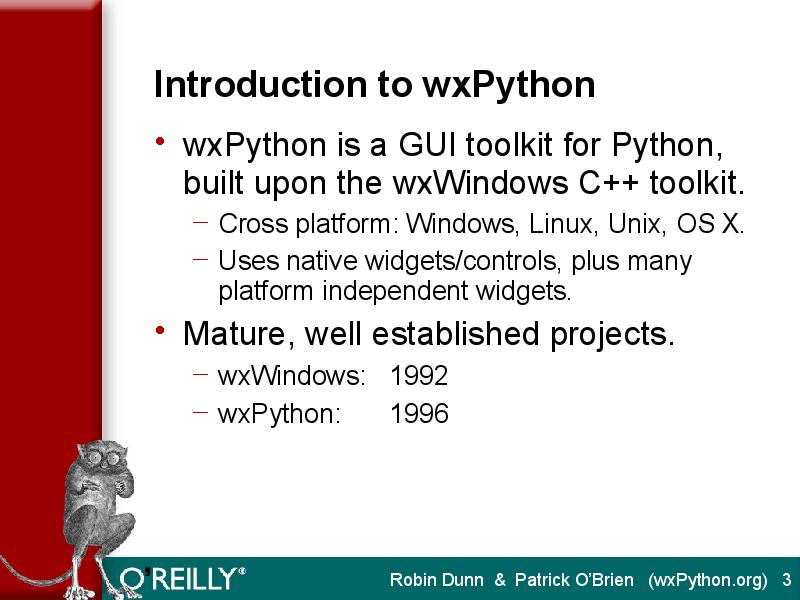 Introduction to wxPython
• wxPython is a GUI toolkit for Python,
built upon the wxWindows C++ toolkit.
– Cross platform: Windows, Linux, Unix, OS X.
– Uses native widgets/controls, plus many
platform independent widgets.
• Mature, well established projects.
– wxWindows: 1992
– wxPython: 1996
O'REILLY®
Robin Dunn & Patrick O'Brien (wxPython.org) 3